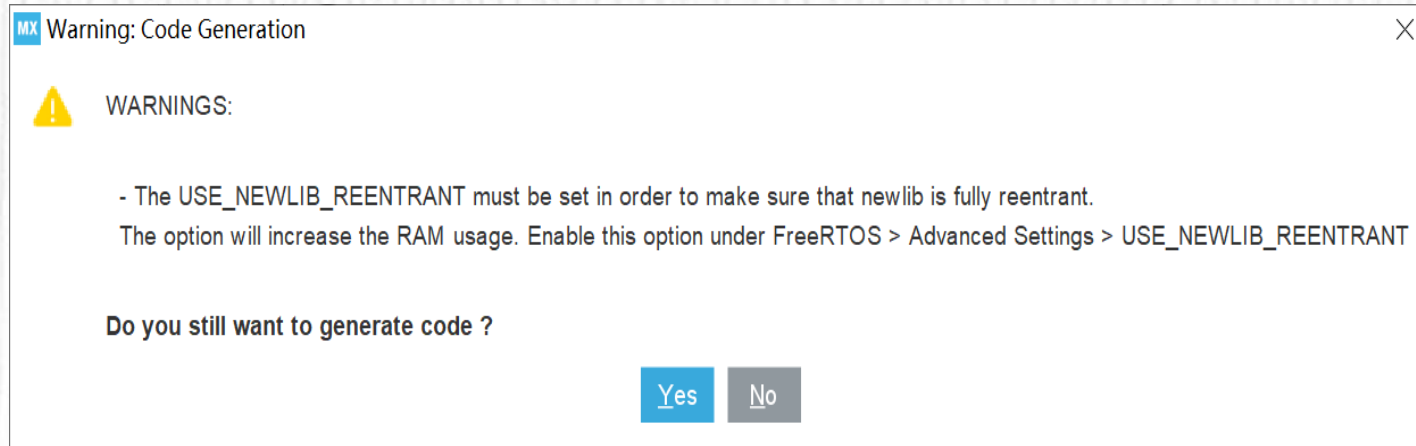 MX Warning: Code Generation
WARNINGS:
- The USE_NEWLIB_REENTRANT must be set in order to make sure that newlib is fully reentrant.
The option will increase the RAM usage. Enable this option under FreeRTOS > Advanced Settings > USE_NEWLIB_REENTRANT
Do you still want to generate code ?
Yes No